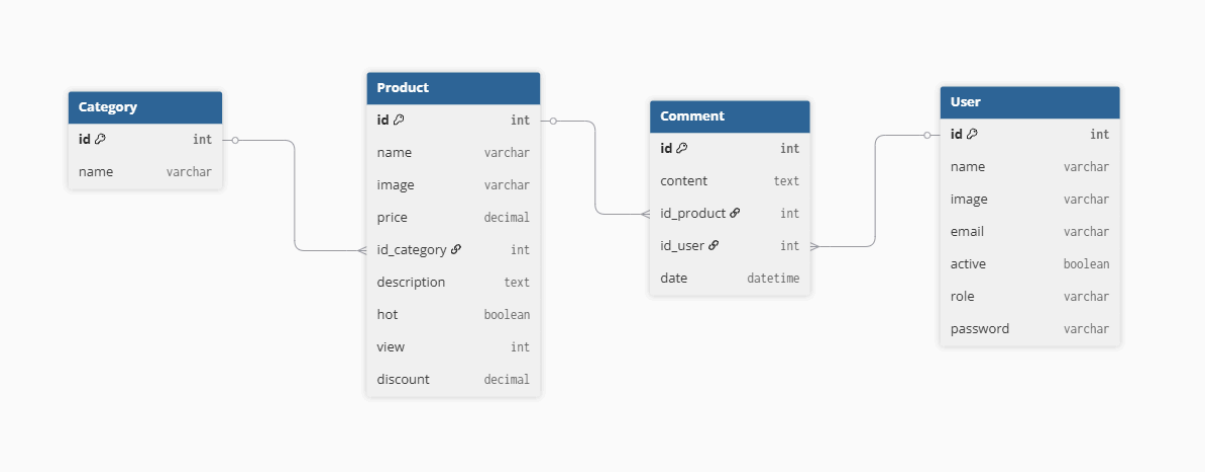 Category
id int
name varchar
Product
id int
name varchar
image varchar
price decimal
id_category int
description text
hot boolean
view int
discount decimal
Comment
id int
content text
id_product int
id_user int
date datetime
User
id int
name varchar
image varchar
email varchar
active boolean
role varchar
password varchar